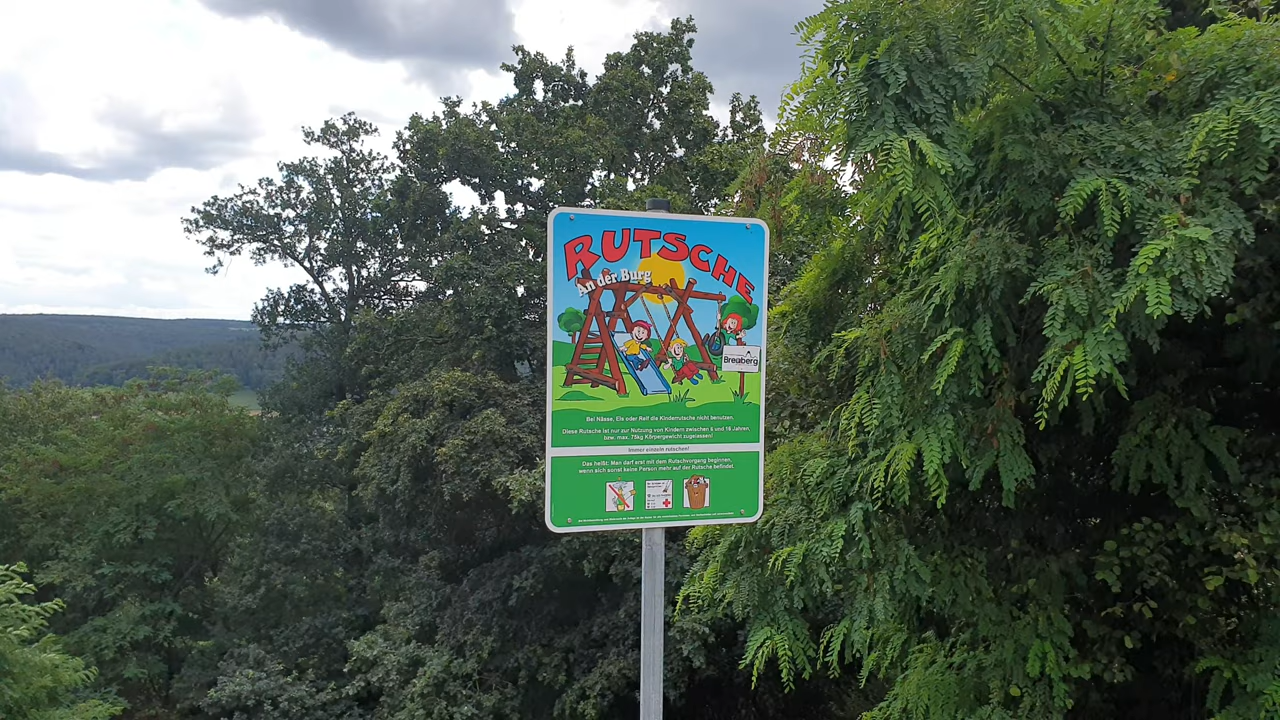 RUTSCHE
An der Burg
Breuberg
Bei Nässe, Eis oder Reif die Kinderrutsche nicht benutzen.
Diese Rutsche ist nur zur Nutzung von Kindern zwischen 6 und 16 Jahren,
bzw. max. 75kg Körpergewicht zugelassen!
Immer einzeln rutschen!
Das heißt: Man darf erst mit dem Rutschvorgang beginnen,
wenn sich sonst keine Person mehr auf der Rutsche befindet.